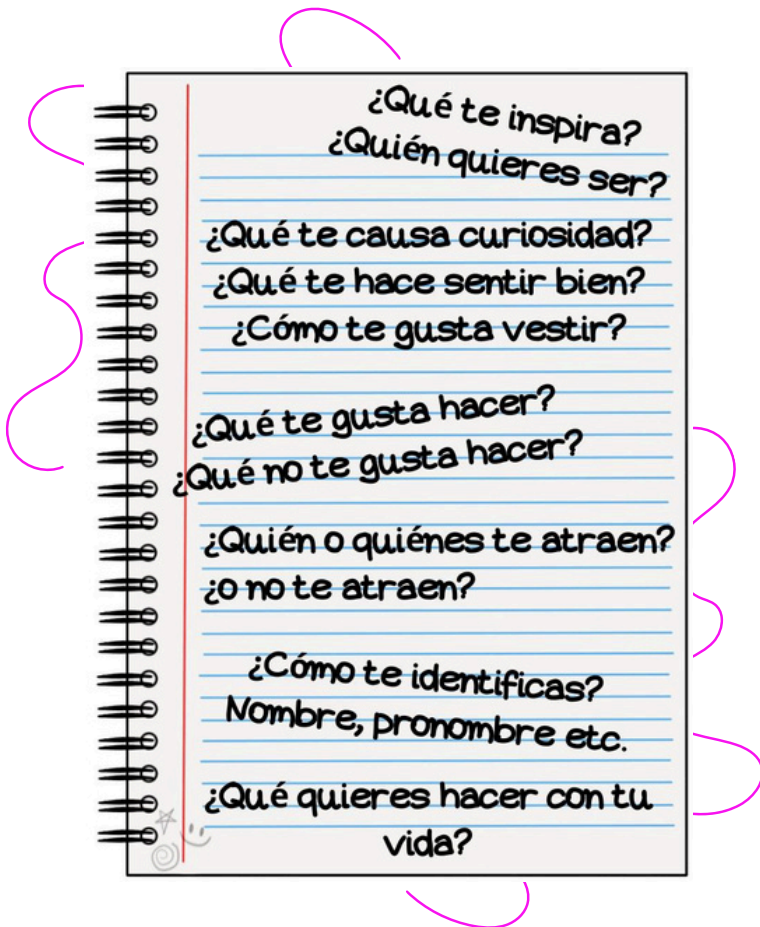 ¿Qué te inspira?
¿Quién quieres ser?
¿Qué te causa curiosidad?
¿Qué te hace sentir bien?
¿Cómo te gusta vestir?
¿Qué te gusta hacer?
¿Qué no te gusta hacer?
¿Quién o quiénes te atraen?
¿o no te atraen?
¿Cómo te identificas?
Nombre, pronombre etc.
¿Qué quieres hacer con tu
vida?